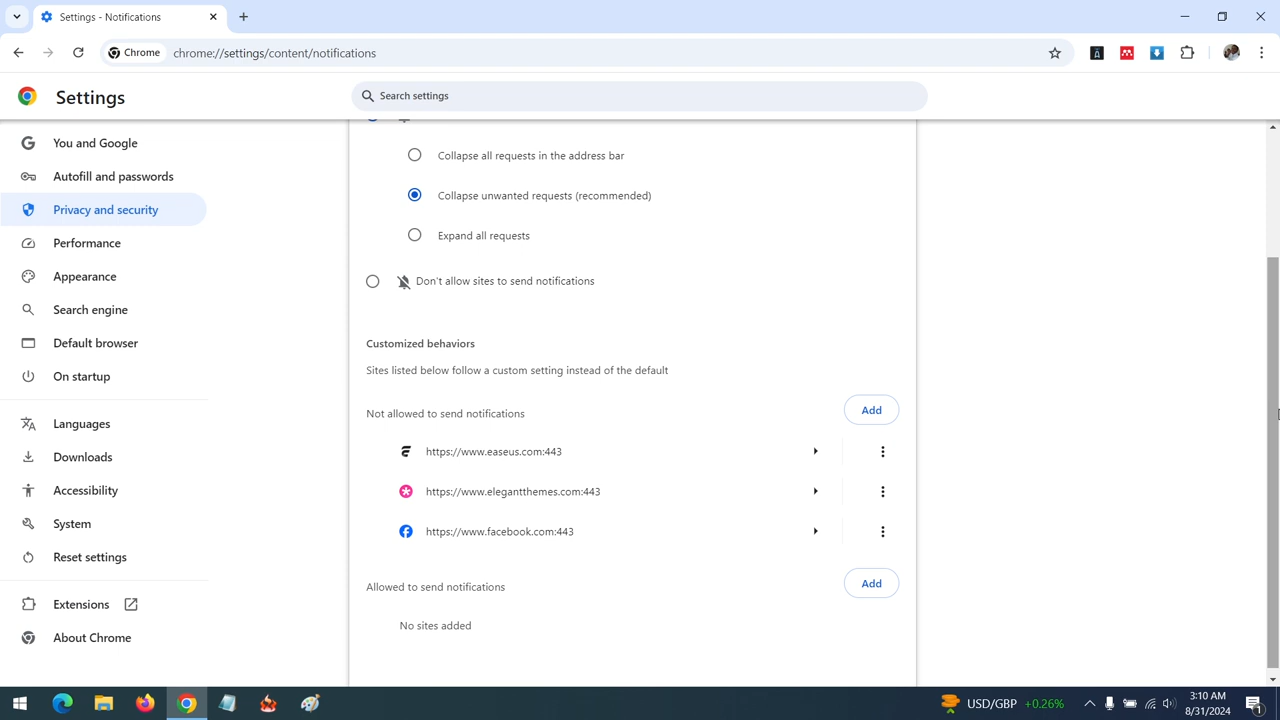 Settings - Notifications
Chrome
chrome://settings/content/notifications
Settings
Search settings
You and Google
Autofill and passwords
Privacy and security
Performance
Appearance
Search engine
Default browser
On startup
Languages
Downloads
Accessibility
System
Reset settings
Extensions
About Chrome
Collapse all requests in the address bar
Collapse unwanted requests (recommended)
Expand all requests
Don't allow sites to send notifications
Customized behaviors
Sites listed below follow a custom setting instead of the default
Not allowed to send notifications
Add
https://www.easeus.com:443
https://www.elegantthemes.com:443
https://www.facebook.com:443
Allowed to send notifications
Add
No sites added
USD/GBP +0.26%
3:10 AM
8/31/2024
1